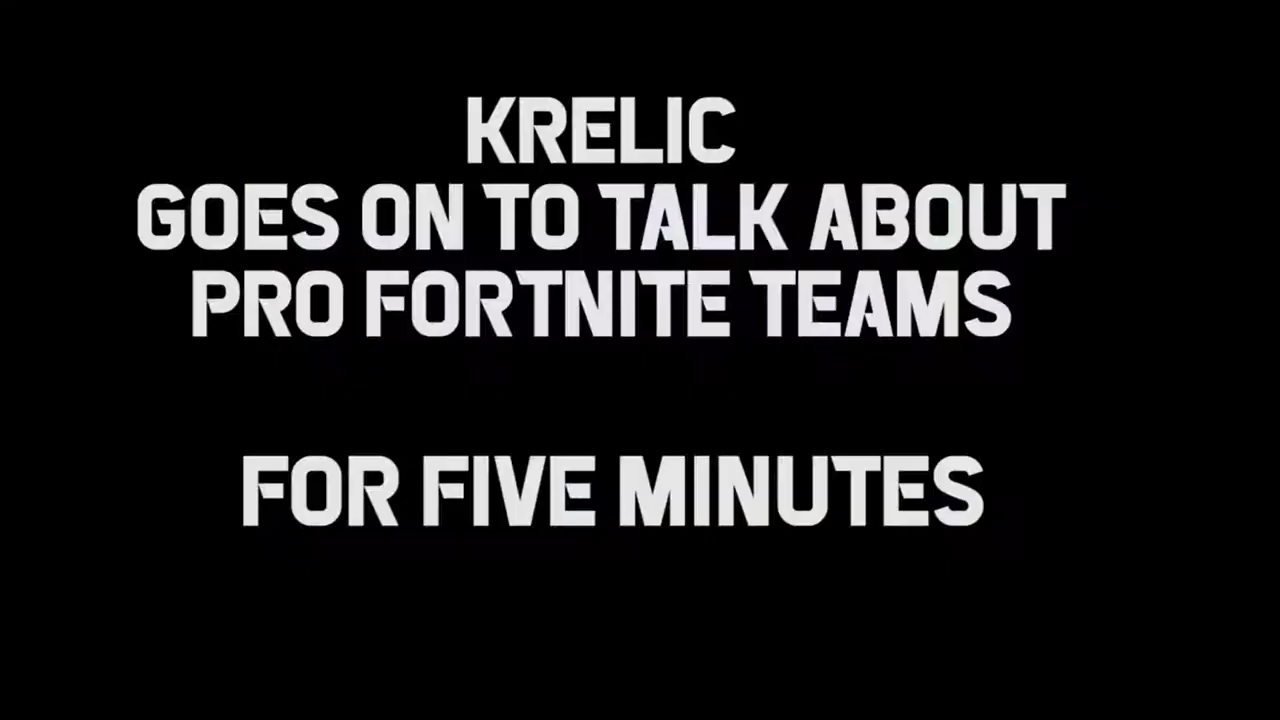 KRELIC
GOES ON TO TALK ABOUT
PRO FORTNITE TEAMS
FOR FIVE MINUTES